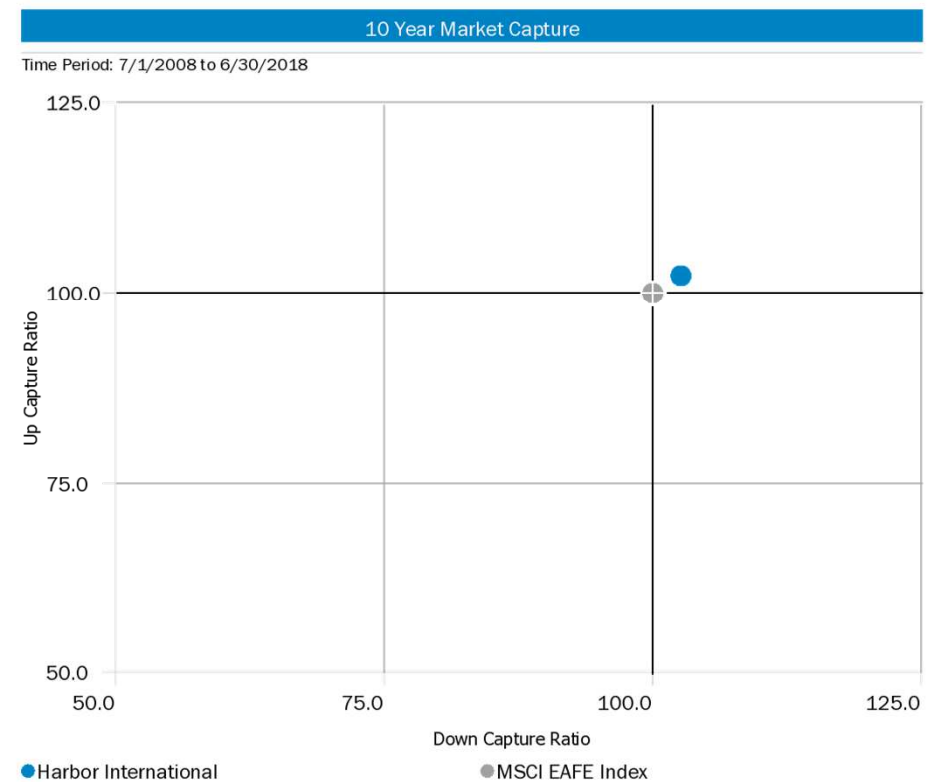 10 Year Market Capture
Time Period: 7/1/2008 to 6/30/2018
125.0
100.0
Up Capture Ratio
75.0
50.0
50.0 75.0 100.0 125.0
Down Capture Ratio
Harbor International MSCI EAFE Index